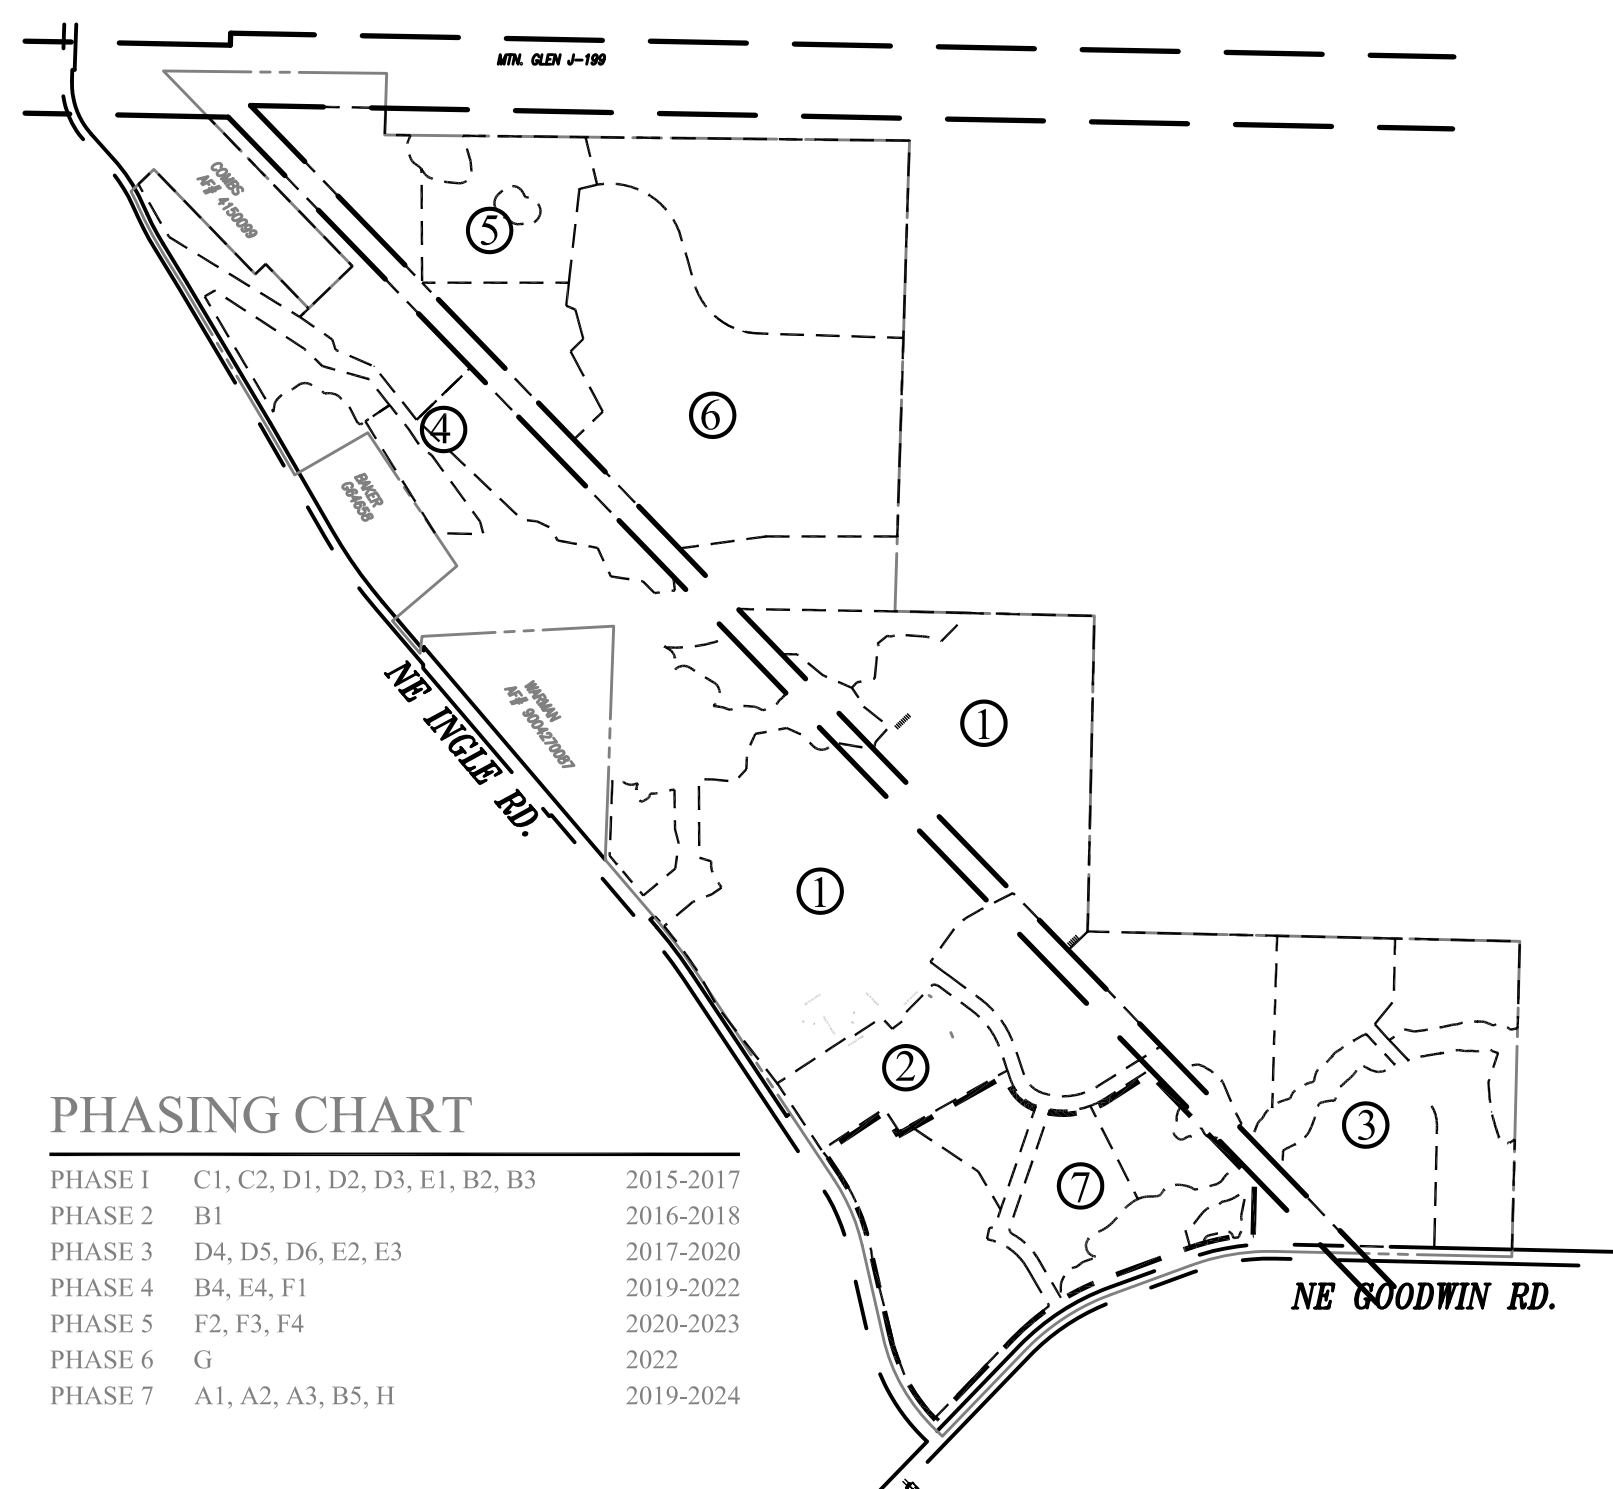 MTN. GLEN J-199
COMBS
AF# 4150099
5
6
4
BAKER
G64658
WARMAN
AF# 9004270087
NE INGLE RD.
1
1
2
3
7
NE GOODWIN RD.
PHASING CHART
PHASE I C1, C2, D1, D2, D3, E1, B2, B3 2015-2017
PHASE 2 B1 2016-2018
PHASE 3 D4, D5, D6, E2, E3 2017-2020
PHASE 4 B4, E4, F1 2019-2022
PHASE 5 F2, F3, F4 2020-2023
PHASE 6 G 2022
PHASE 7 A1, A2, A3, B5, H 2019-2024